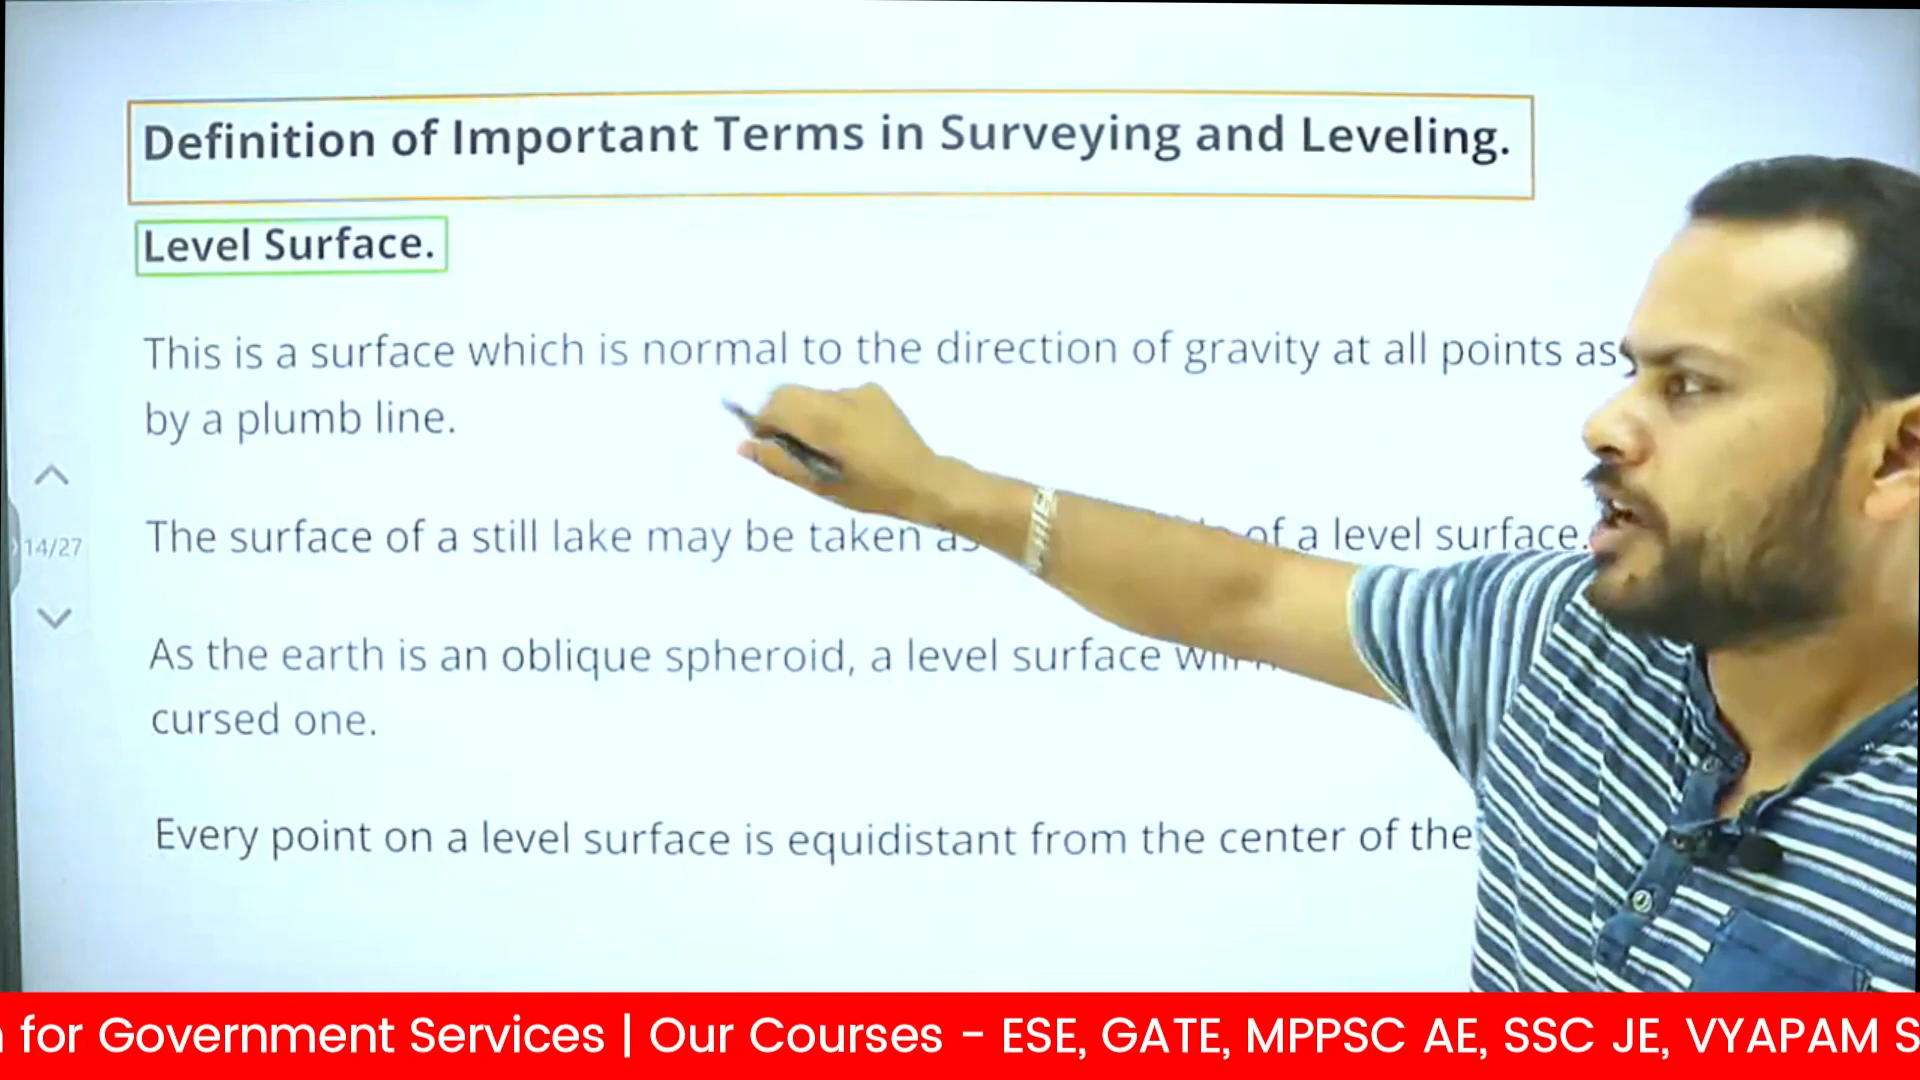 Definition of Important Terms in Surveying and Leveling.
Level Surface.
This is a surface which is normal to the direction of gravity at all points as
by a plumb line.
The surface of a still lake may be taken as of a level surface.
14/27
As the earth is an oblique spheroid, a level surface will
cursed one.
Every point on a level surface is equidistant from the center of the
for Government Services | Our Courses - ESE, GATE, MPPSC AE, SSC JE, VYAPAM S